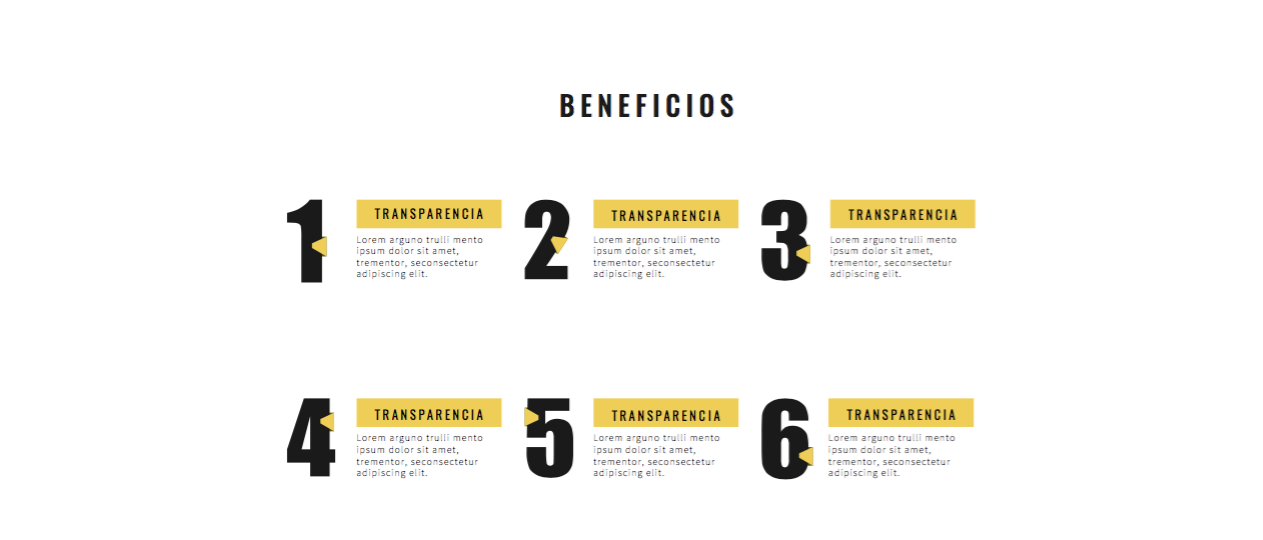 BENEFICIOS
1
TRANSPARENCIA
Lorem arguno trulli mento
ipsum dolor sit amet,
trementor, seconsectetur
adipiscing elit.
2
TRANSPARENCIA
Lorem arguno trulli mento
ipsum dolor sit amet,
trementor, seconsectetur
adipiscing elit.
3
TRANSPARENCIA
Lorem arguno trulli mento
ipsum dolor sit amet,
trementor, seconsectetur
adipiscing elit.
4
TRANSPARENCIA
Lorem arguno trulli mento
ipsum dolor sit amet,
trementor, seconsectetur
adipiscing elit.
5
TRANSPARENCIA
Lorem arguno trulli mento
ipsum dolor sit amet,
trementor, seconsectetur
adipiscing elit.
6
TRANSPARENCIA
Lorem arguno trulli mento
ipsum dolor sit amet,
trementor, seconsectetur
adipiscing elit.